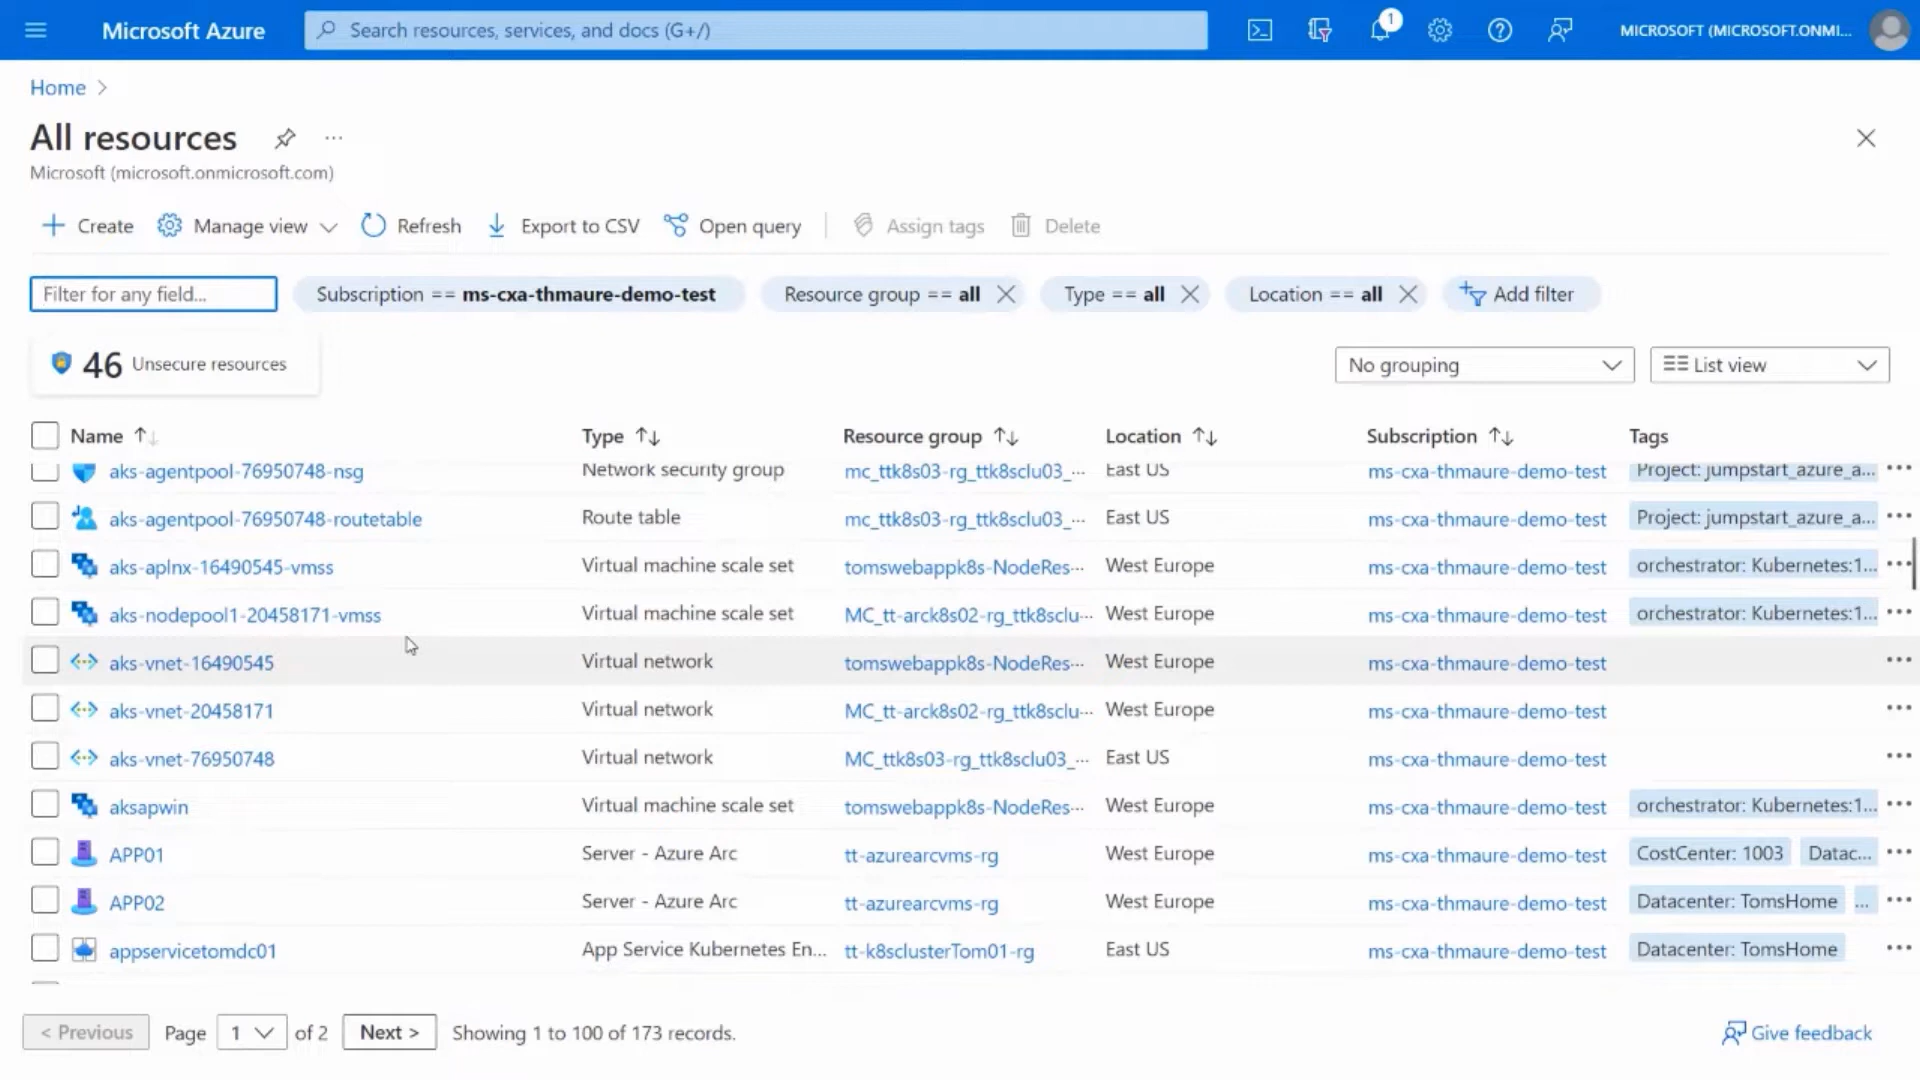 Microsoft Azure
Search resources, services, and docs (G+/)
1
MICROSOFT (MICROSOFT.ONMI...
Home >
All resources
...
Microsoft (microsoft.onmicrosoft.com)
Create Manage view Refresh Export to CSV Open query Assign tags Delete
Filter for any field... Subscription == ms-cxa-thmaure-demo-test Resource group == all Type == all Location == all Add filter
46 Unsecure resources No grouping List view
Name Type Resource group Location Subscription Tags
aks-agentpool-76950748-nsg Network security group mc_ttk8s03-rg_ttk8sclu03_... East US ms-cxa-thmaure-demo-test Project: jumpstart_azure_a... ...
aks-agentpool-76950748-routetable Route table mc_ttk8s03-rg_ttk8sclu03_... East US ms-cxa-thmaure-demo-test Project: jumpstart_azure_a... ...
aks-aplnx-16490545-vmss Virtual machine scale set tomswebappk8s-NodeRes... West Europe ms-cxa-thmaure-demo-test orchestrator: Kubernetes:1... ...
aks-nodepool1-20458171-vmss Virtual machine scale set MC_tt-arck8s02-rg_ttk8sclu... West Europe ms-cxa-thmaure-demo-test orchestrator: Kubernetes:1... ...
aks-vnet-16490545 Virtual network tomswebappk8s-NodeRes... West Europe ms-cxa-thmaure-demo-test ...
aks-vnet-20458171 Virtual network MC_tt-arck8s02-rg_ttk8sclu... West Europe ms-cxa-thmaure-demo-test ...
aks-vnet-76950748 Virtual network MC_ttk8s03-rg_ttk8sclu03_... East US ms-cxa-thmaure-demo-test ...
aksapwin Virtual machine scale set tomswebappk8s-NodeRes... West Europe ms-cxa-thmaure-demo-test orchestrator: Kubernetes:1... ...
APP01 Server - Azure Arc tt-azurearcvms-rg West Europe ms-cxa-thmaure-demo-test CostCenter: 1003 Datac... ...
APP02 Server - Azure Arc tt-azurearcvms-rg West Europe ms-cxa-thmaure-demo-test Datacenter: TomsHome ... ...
appservicetomdc01 App Service Kubernetes En... tt-k8sclusterTom01-rg East US ms-cxa-thmaure-demo-test Datacenter: TomsHome ...
< Previous Page 1 of 2 Next > Showing 1 to 100 of 173 records. Give feedback